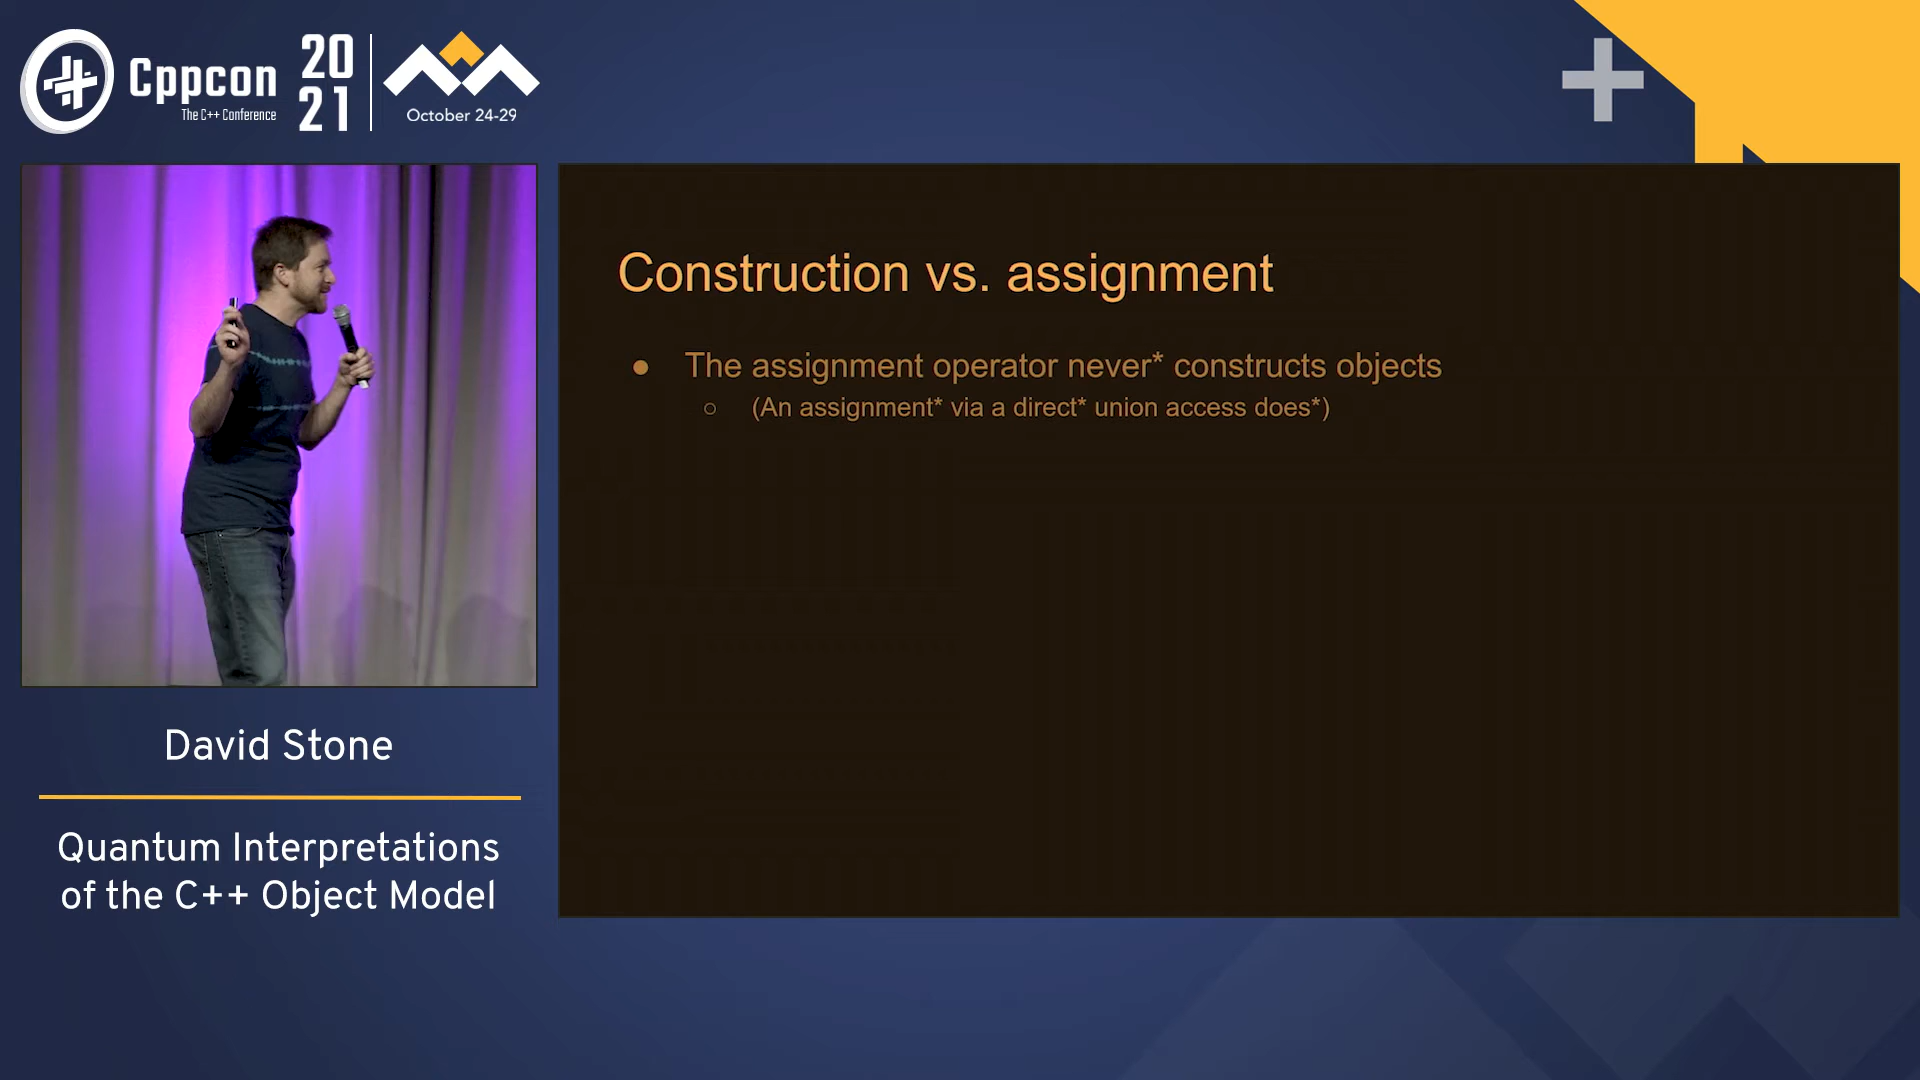 Cppcon
The C++ Conference
20
21
October 24-29
Construction vs. assignment
● The assignment operator never* constructs objects
○ (An assignment* via a direct* union access does*)
David Stone
Quantum Interpretations
of the C++ Object Model